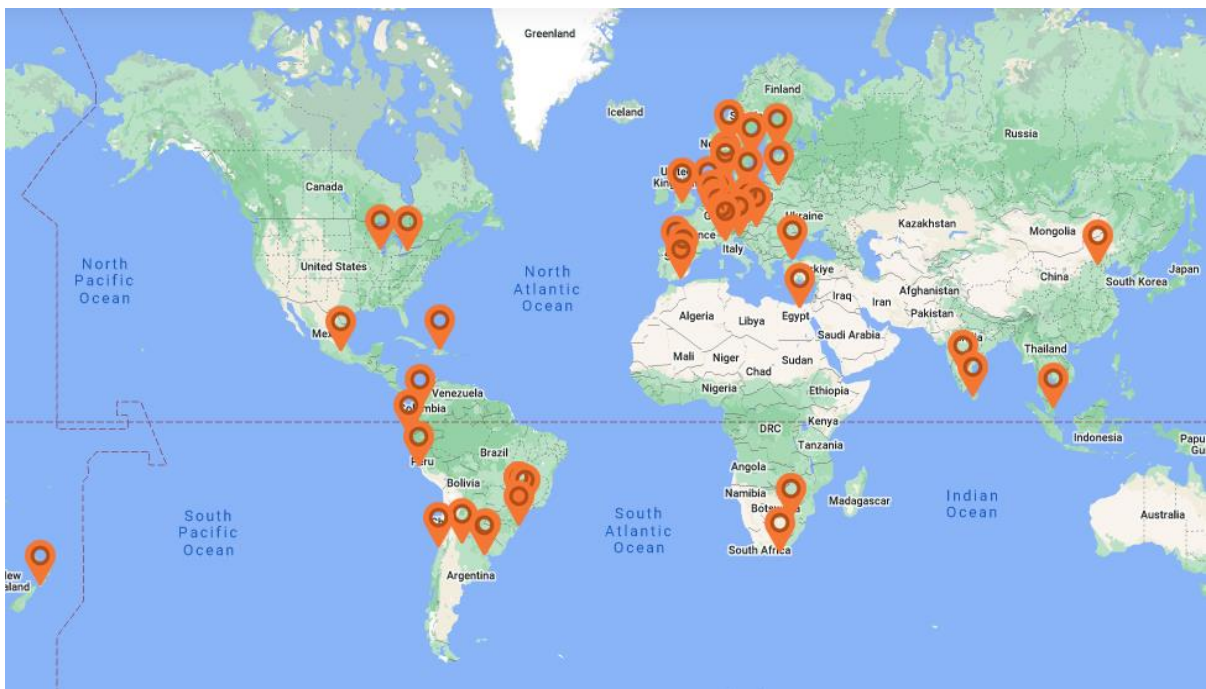 Greenland
Finland
Iceland
Russia
Canada
Ukraine
Kazakhstan
Mongolia
Italy
North
Pacific
Ocean
United States
North
Atlantic
Ocean
China
Japan
South Korea
Afghanistan
Iraq
Iran
Pakistan
Algeria
Libya
Egypt
Saudi Arabia
Mali
Niger
Sudan
Chad
Thailand
Nigeria
Ethiopia
Venezuela
Kenya
DRC
Indonesia
Tanzania
Brazil
Peru
Angola
Bolivia
Namibia
Madagascar
Indian
Ocean
South
Pacific
Ocean
South
Atlantic
Ocean
Australia
South Africa
Argentina